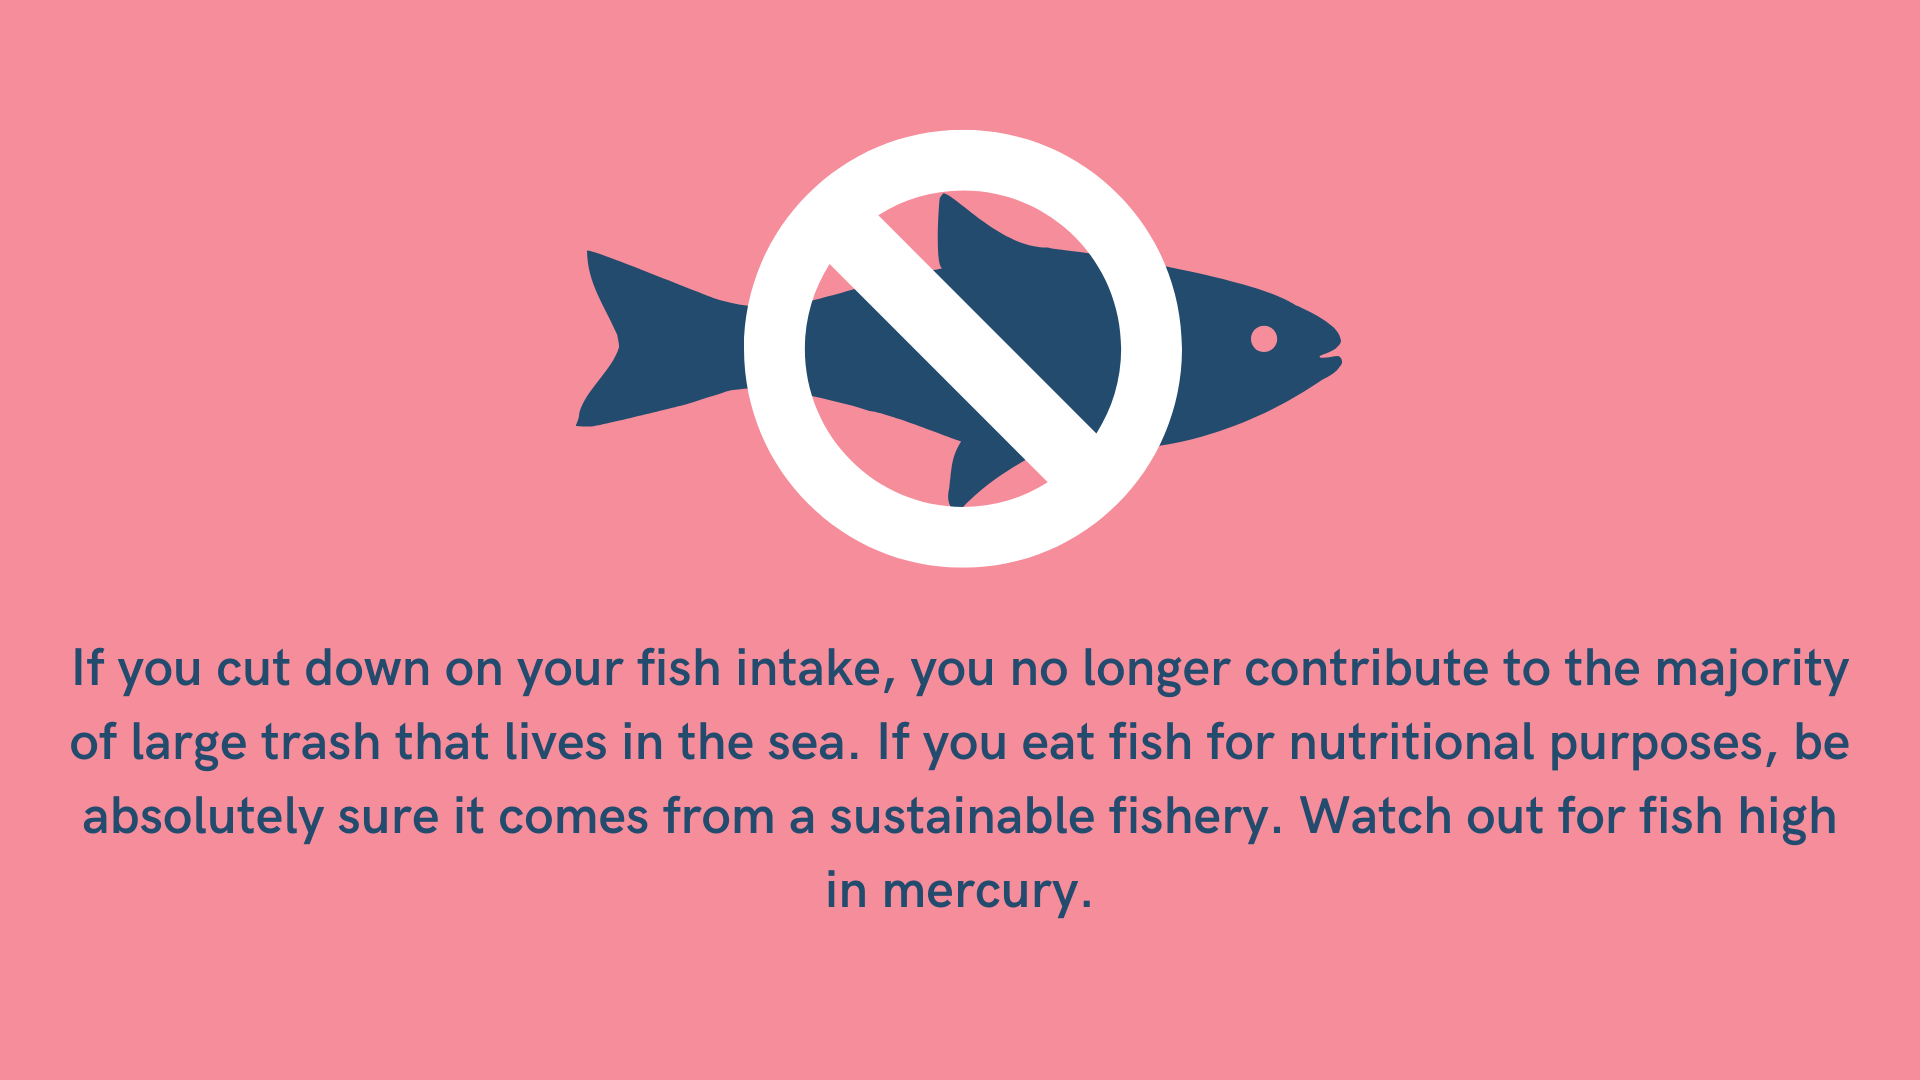 If you cut down on your fish intake, you no longer contribute to the majority
of large trash that lives in the sea. If you eat fish for nutritional purposes, be
absolutely sure it comes from a sustainable fishery. Watch out for fish high
in mercury.